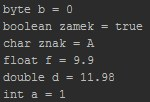 byte b = 0
boolean zamek = true
char znak = A
float f = 9.9
double d = 11.98
int a = 1